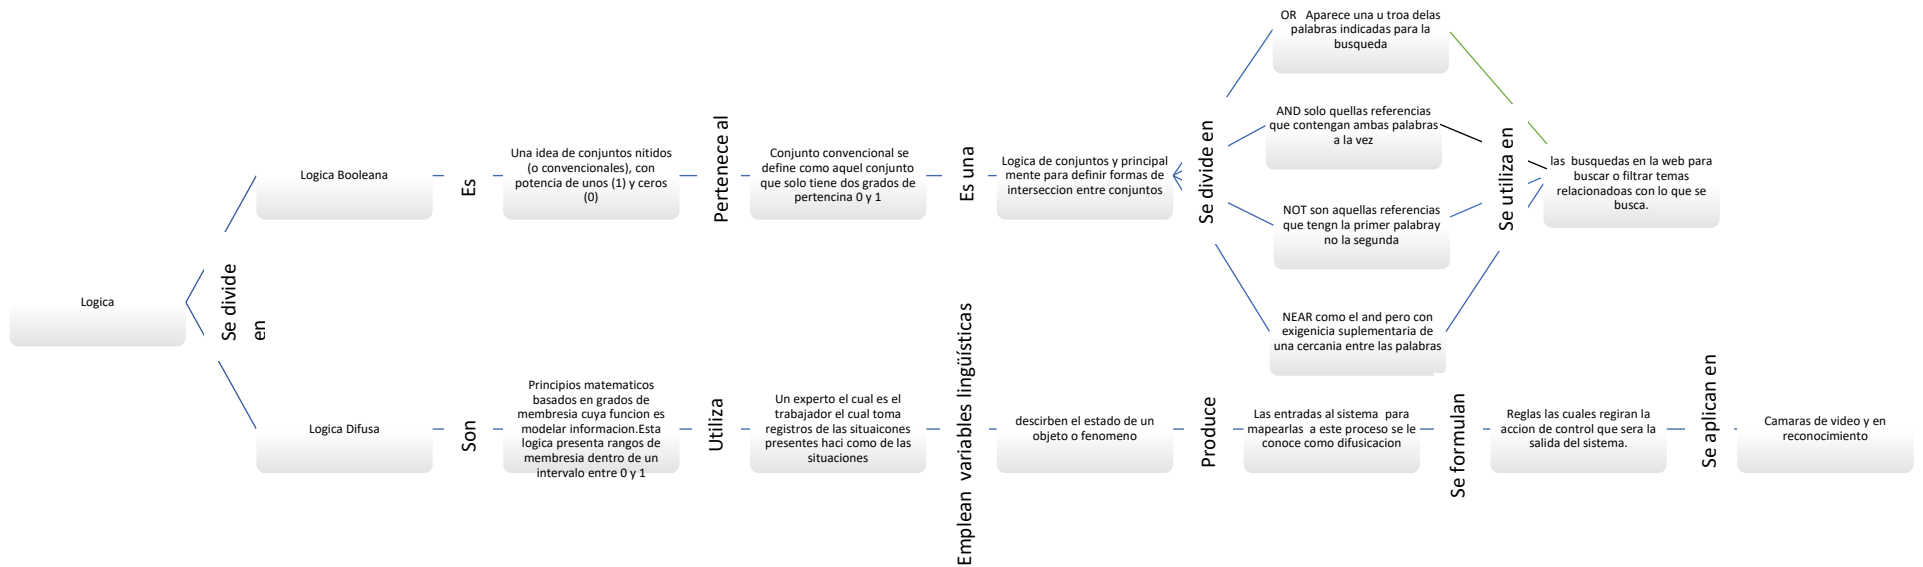 Logica
Se divide
en
Logica Booleana
Es
Una idea de conjuntos nitidos
(o convencionales), con
potencia de unos (1) y ceros
(0)
Pertenece al
Conjunto convencional se
define como aquel conjunto
que solo tiene dos grados de
pertencina 0 y 1
Es una
Logica de conjuntos y principal
mente para definir formas de
interseccion entre conjuntos
Se divide en
OR   Aparece una u troa delas
palabras indicadas para la
busqueda
AND solo quellas referencias
que contengan ambas palabras
a la vez
NOT son aquellas referencias
que tengn la primer palabray
no la segunda
NEAR como el and pero con
exigenicia suplementaria de
una cercania entre las palabras
Se utiliza en
las  busquedas en la web para
buscar o filtrar temas
relacionadoas con lo que se
busca.
Logica Difusa
Son
Principios matematicos
basados en grados de
membresia cuya funcion es
modelar informacion.Esta
logica presenta rangos de
membresia dentro de un
intervalo entre 0 y 1
Utiliza
Un experto el cual es el
trabajador el cual toma
registros de las situaicones
presentes haci como de las
situaciones
Emplean  variables lingüísticas
descirben el estado de un
objeto o fenomeno
Produce
Las entradas al sistema  para
mapearlas  a este proceso se le
conoce como difusicacion
Se formulan
Reglas las cuales regiran la
accion de control que sera la
salida del sistema.
Se aplican en
Camaras de video y en
reconocimiento